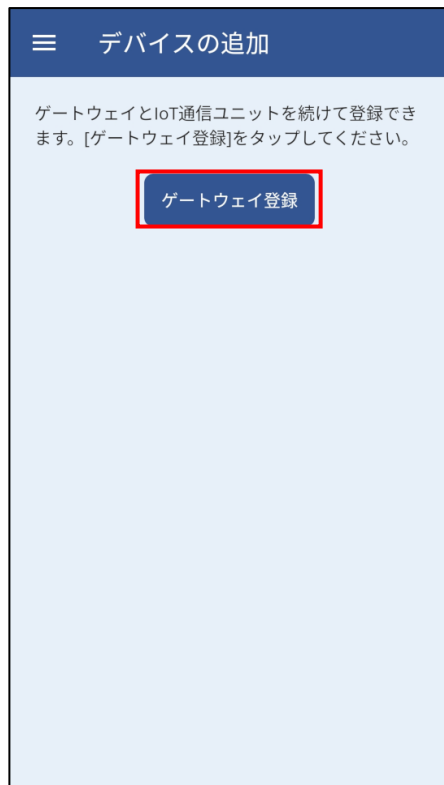 デバイスの追加
ゲートウェイとIoT通信ユニットを続けて登録でき
ます。[ゲートウェイ登録]をタップしてください。
ゲートウェイ登録